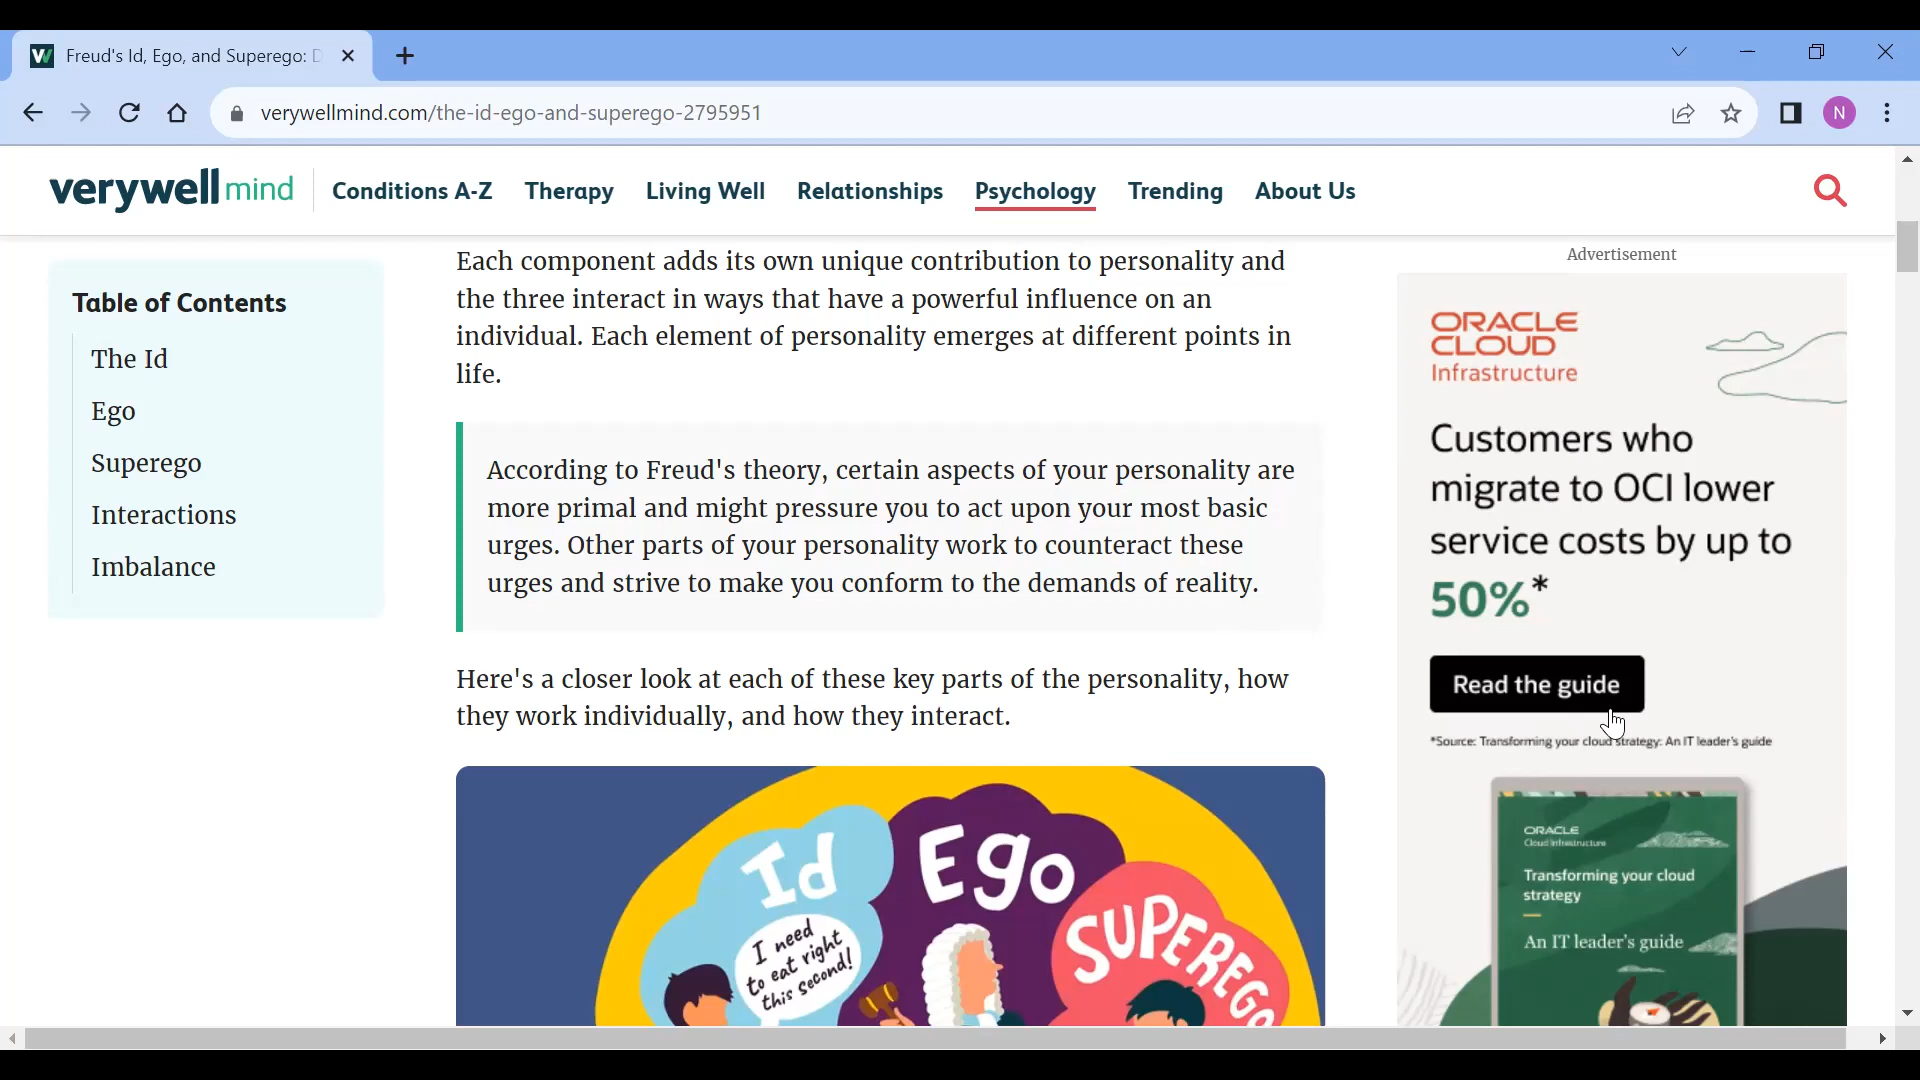 Freud's Id, Ego, and Superego:
verywellmind.com/the-id-ego-and-superego-2795951
N
verywell mind
Conditions A-Z
Therapy
Living Well
Relationships
Psychology
Trending
About Us
Table of Contents
The Id
Ego
Superego
Interactions
Imbalance
Each component adds its own unique contribution to personality and
the three interact in ways that have a powerful influence on an
individual. Each element of personality emerges at different points in
life.
According to Freud's theory, certain aspects of your personality are
more primal and might pressure you to act upon your most basic
urges. Other parts of your personality work to counteract these
urges and strive to make you conform to the demands of reality.
Here's a closer look at each of these key parts of the personality, how
they work individually, and how they interact.
Id
I need
to eat right
this second!
Ego
SUPEREGO
Advertisement
ORACLE
CLOUD
Infrastructure
Customers who
migrate to OCI lower
service costs by up to
50%*
Read the guide
*Source: Transforming your cloud strategy: An IT leader's guide
ORACLE
Cloud Infrastructure
Transforming your cloud
strategy
An IT leader's guide